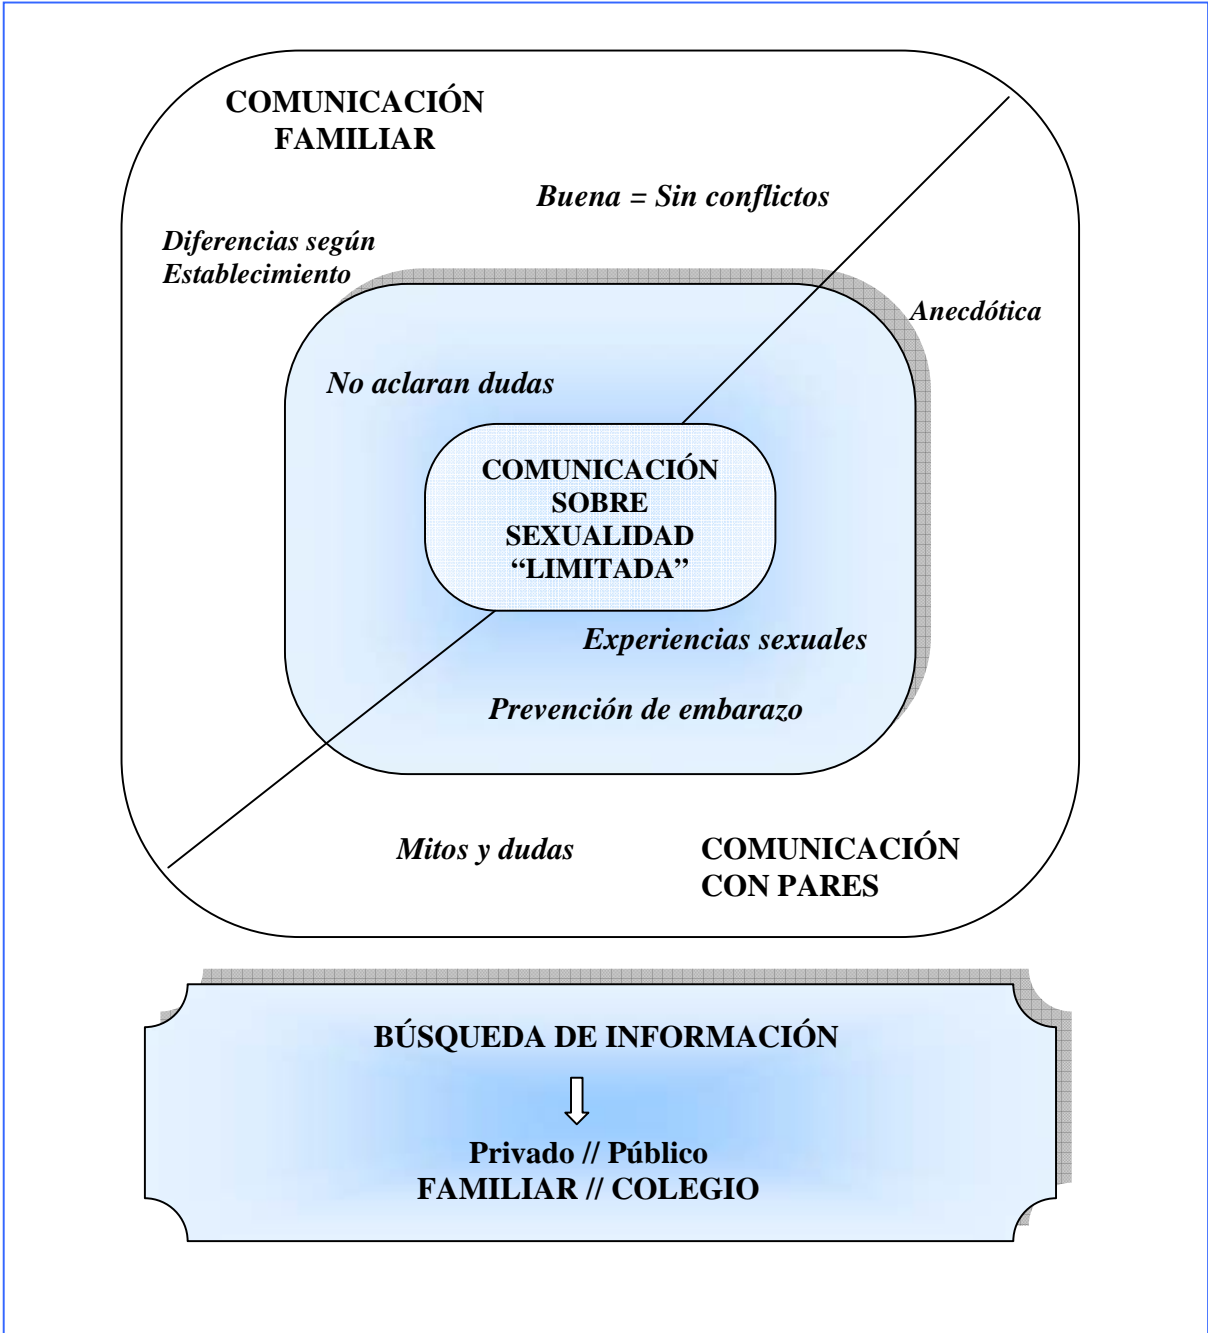 COMUNICACIÓN
FAMILIAR
Buena = Sin conflictos
Diferencias según
Establecimiento
Anecdótica
No aclaran dudas
COMUNICACIÓN
SOBRE
SEXUALIDAD
“LIMITADA”
Experiencias sexuales
Prevención de embarazo
Mitos y dudas
COMUNICACIÓN
CON PARES
BÚSQUEDA DE INFORMACIÓN
Privado // Público
FAMILIAR // COLEGIO